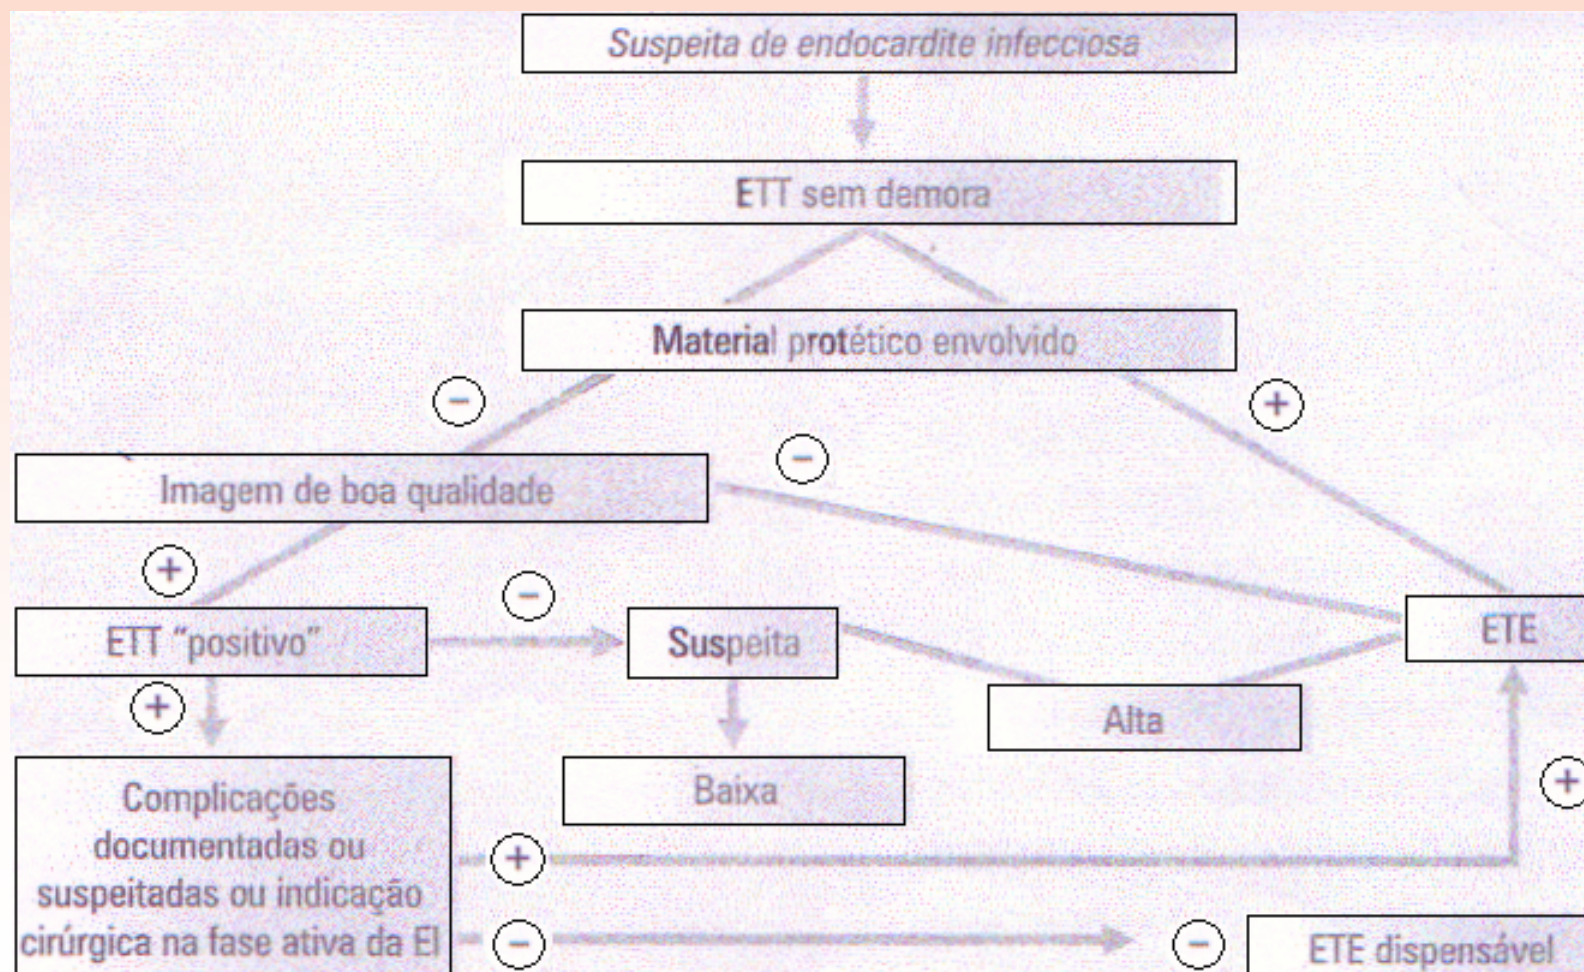 Suspeita de endocardite infecciosa
ETT sem demora
Material protético envolvido
−
+
Imagem de boa qualidade
−
+
−
ETT “positivo”
Suspeita
ETE
+
Alta
Complicações
documentadas ou
suspeitadas ou indicação
cirúrgica na fase ativa da EI
Baixa
+
+
−
−
ETE dispensável